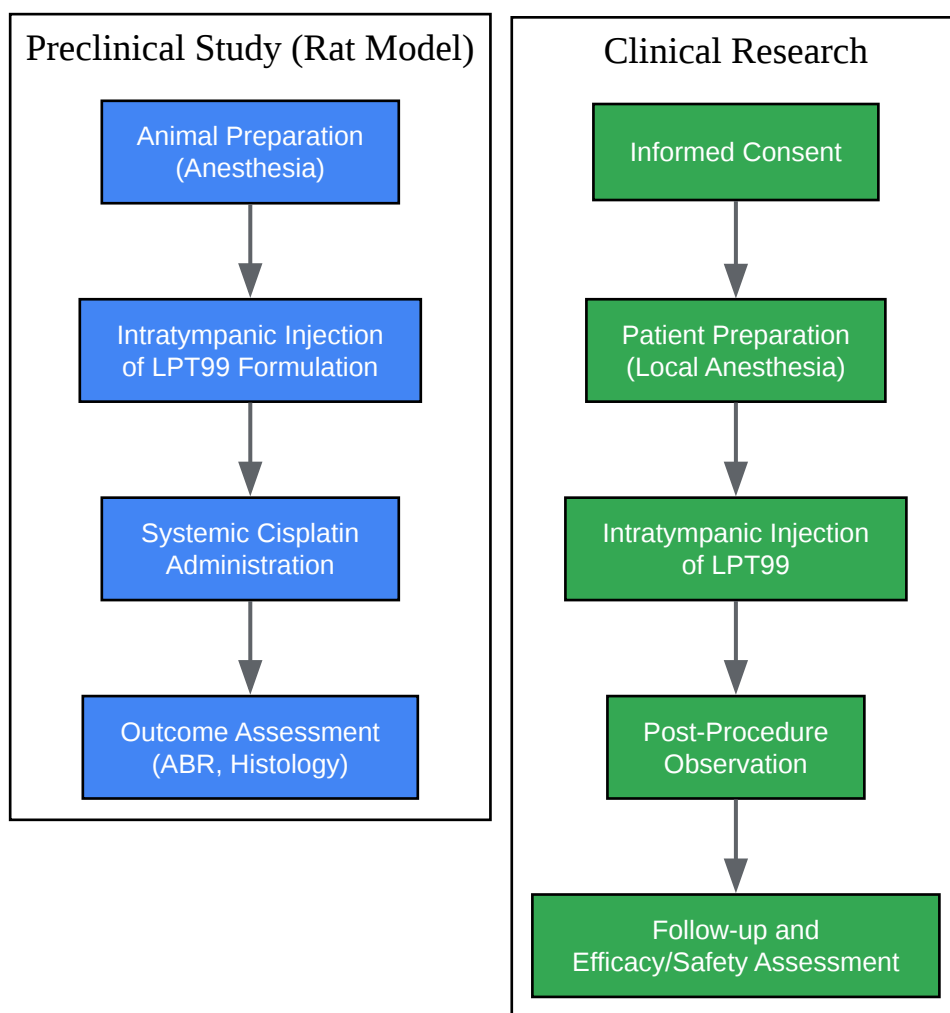 Preclinical Study (Rat Model)
Animal Preparation
(Anesthesia)
Intratympanic Injection
of LPT99 Formulation
Systemic Cisplatin
Administration
Outcome Assessment
(ABR, Histology)
Clinical Research
Informed Consent
Patient Preparation
(Local Anesthesia)
Intratympanic Injection
of LPT99
Post-Procedure
Observation
Follow-up and
Efficacy/Safety Assessment